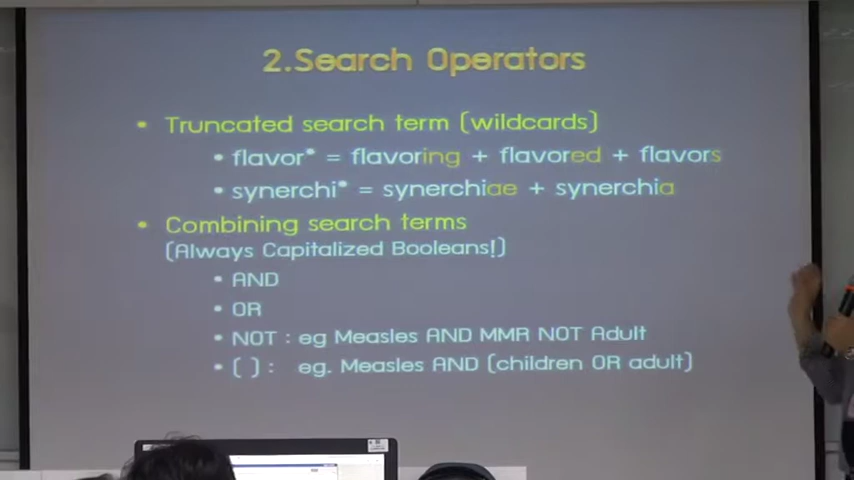 2.Search Operators
• Truncated search term (wildcards)
• flavor* = flavoring + flavored + flavors
• synerchi* = synerchiae + synerchia
• Combining search terms
(Always Capitalized Booleans!)
• AND
• OR
• NOT : eg Measles AND MMR NOT Adult
• ( ) : eg. Measles AND (children OR adult)